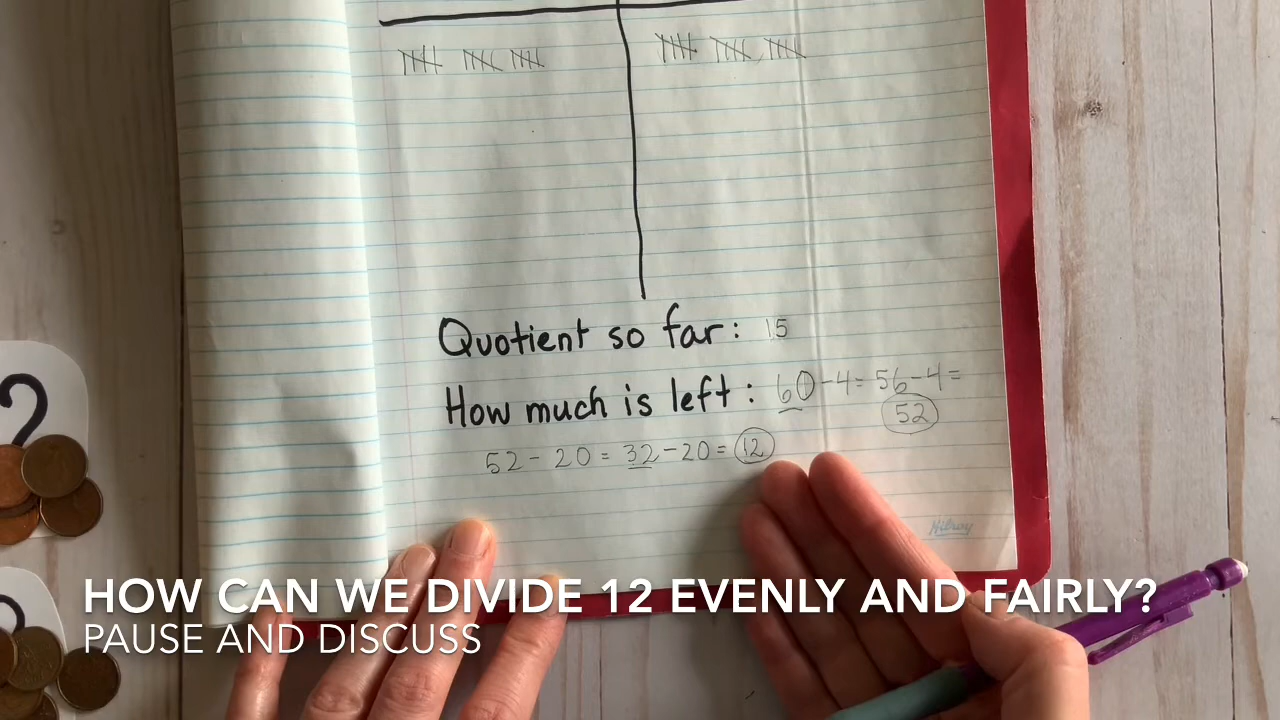 Quotient so far: 15
How much is left: 60-4=56-4=
52
52-20=32-20=12
Hilroy
?
?
HOW CAN WE DIVIDE 12 EVENLY AND FAIRLY?
PAUSE AND DISCUSS